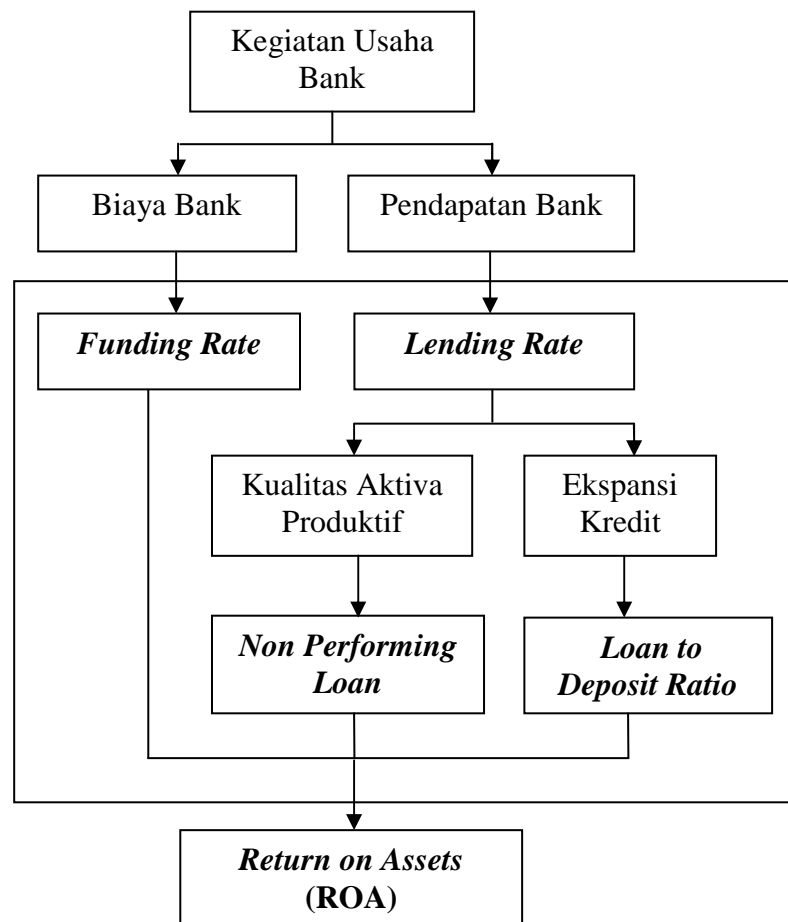 Kegiatan Usaha
Bank
Biaya Bank
Pendapatan Bank
Funding Rate
Lending Rate
Kualitas Aktiva
Produktif
Ekspansi
Kredit
Non Performing
Loan
Loan to
Deposit Ratio
Return on Assets
(ROA)